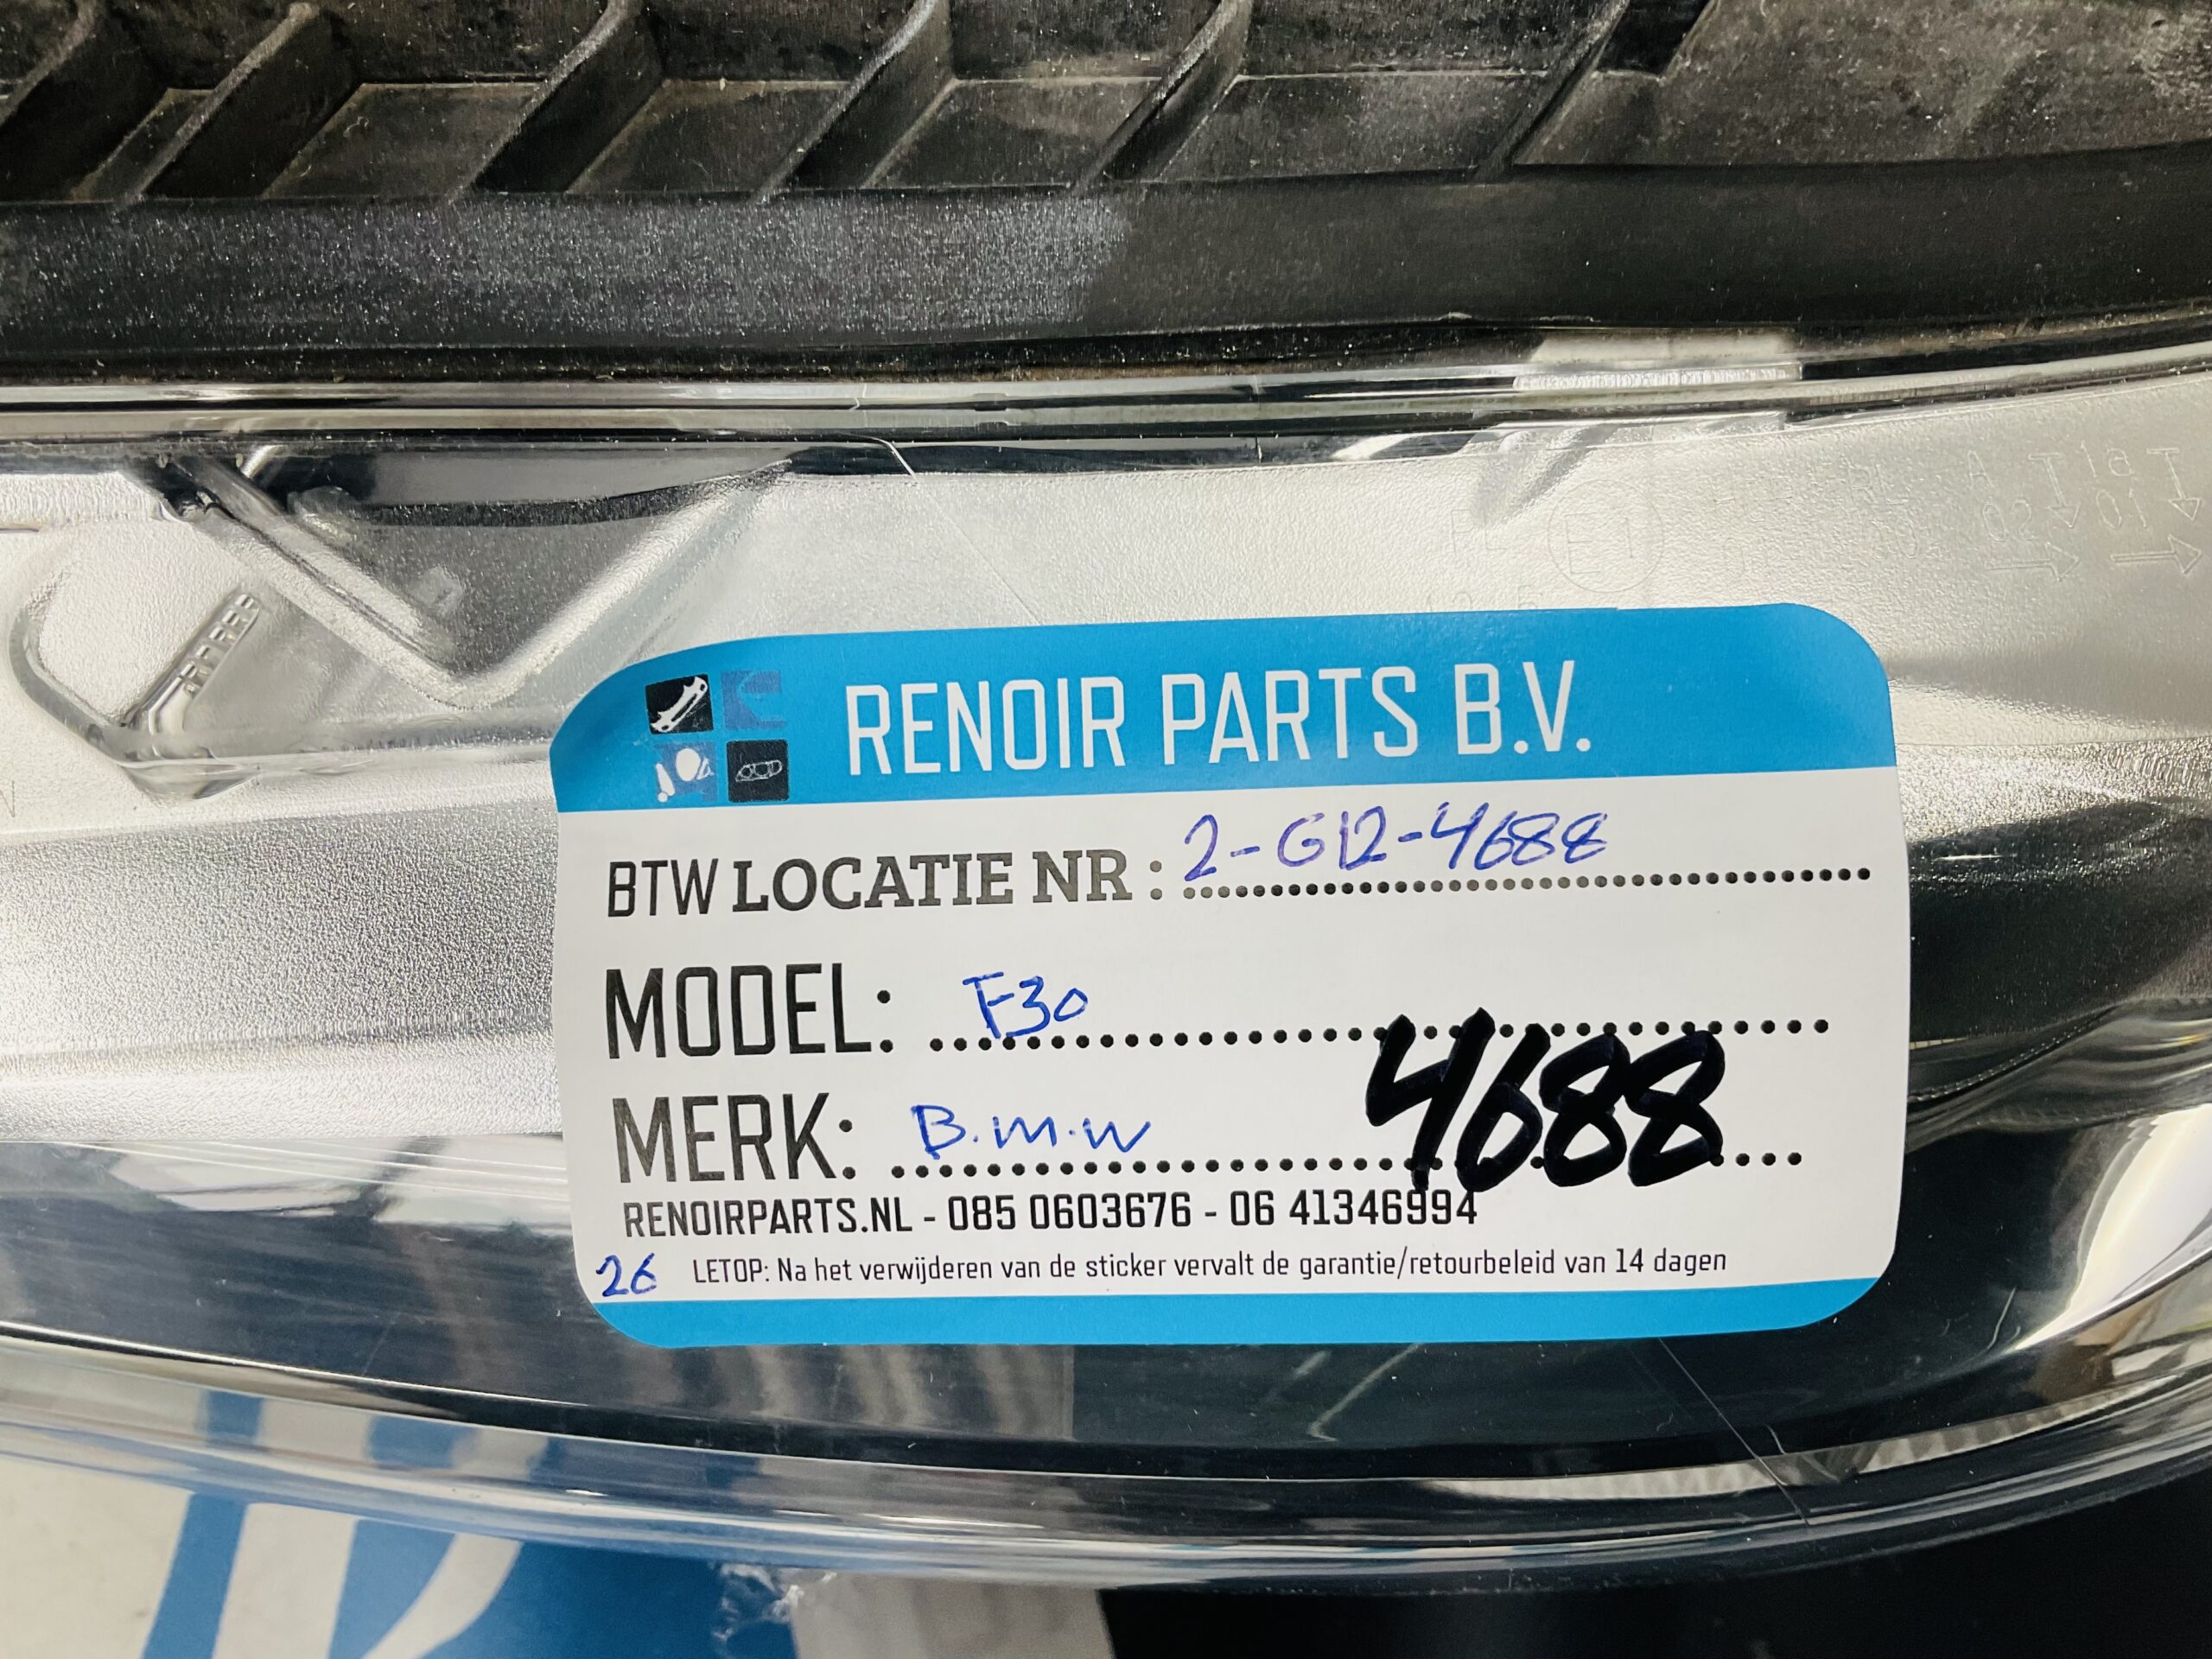 RENOIR PARTS B.V.
BTW LOCATIE NR : 2-G12-4688
MODEL: F30
4688
MERK: B.M.W
RENOIRPARTS.NL - 085 0603676 - 06 41346994
26 LETOP: Na het verwijderen van de sticker vervalt de garantie/retourbeleid van 14 dagen